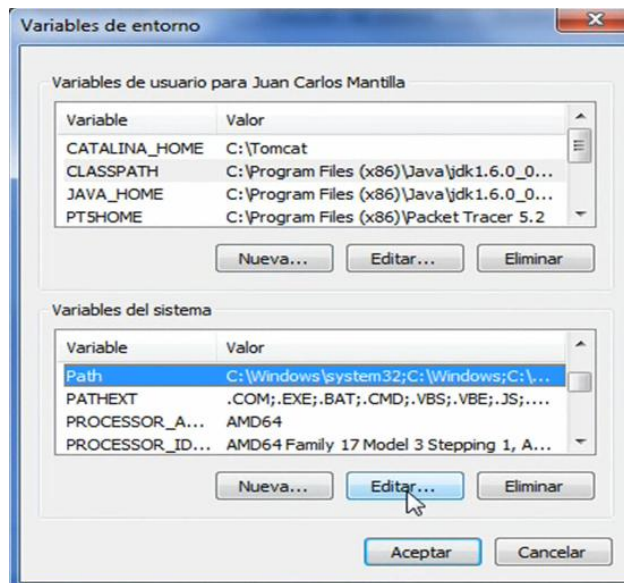 Variables de entorno
Variables de usuario para Juan Carlos Mantilla
Variable Valor
CATALINA_HOME C:\Tomcat
CLASSPATH C:\Program Files (x86)\Java\jdk1.6.0_0...
JAVA_HOME C:\Program Files (x86)\Java\jdk1.6.0_0...
PT5HOME C:\Program Files (x86)\Packet Tracer 5.2
Nueva... Editar... Eliminar
Variables del sistema
Variable Valor
Path C:\Windows\system32;C:\Windows;C:\...
PATHEXT .COM;.EXE;.BAT;.CMD;.VBS;.VBE;.JS;....
PROCESSOR_A... AMD64
PROCESSOR_ID... AMD64 Family 17 Model 3 Stepping 1, A...
Nueva... Editar... Eliminar
Aceptar Cancelar